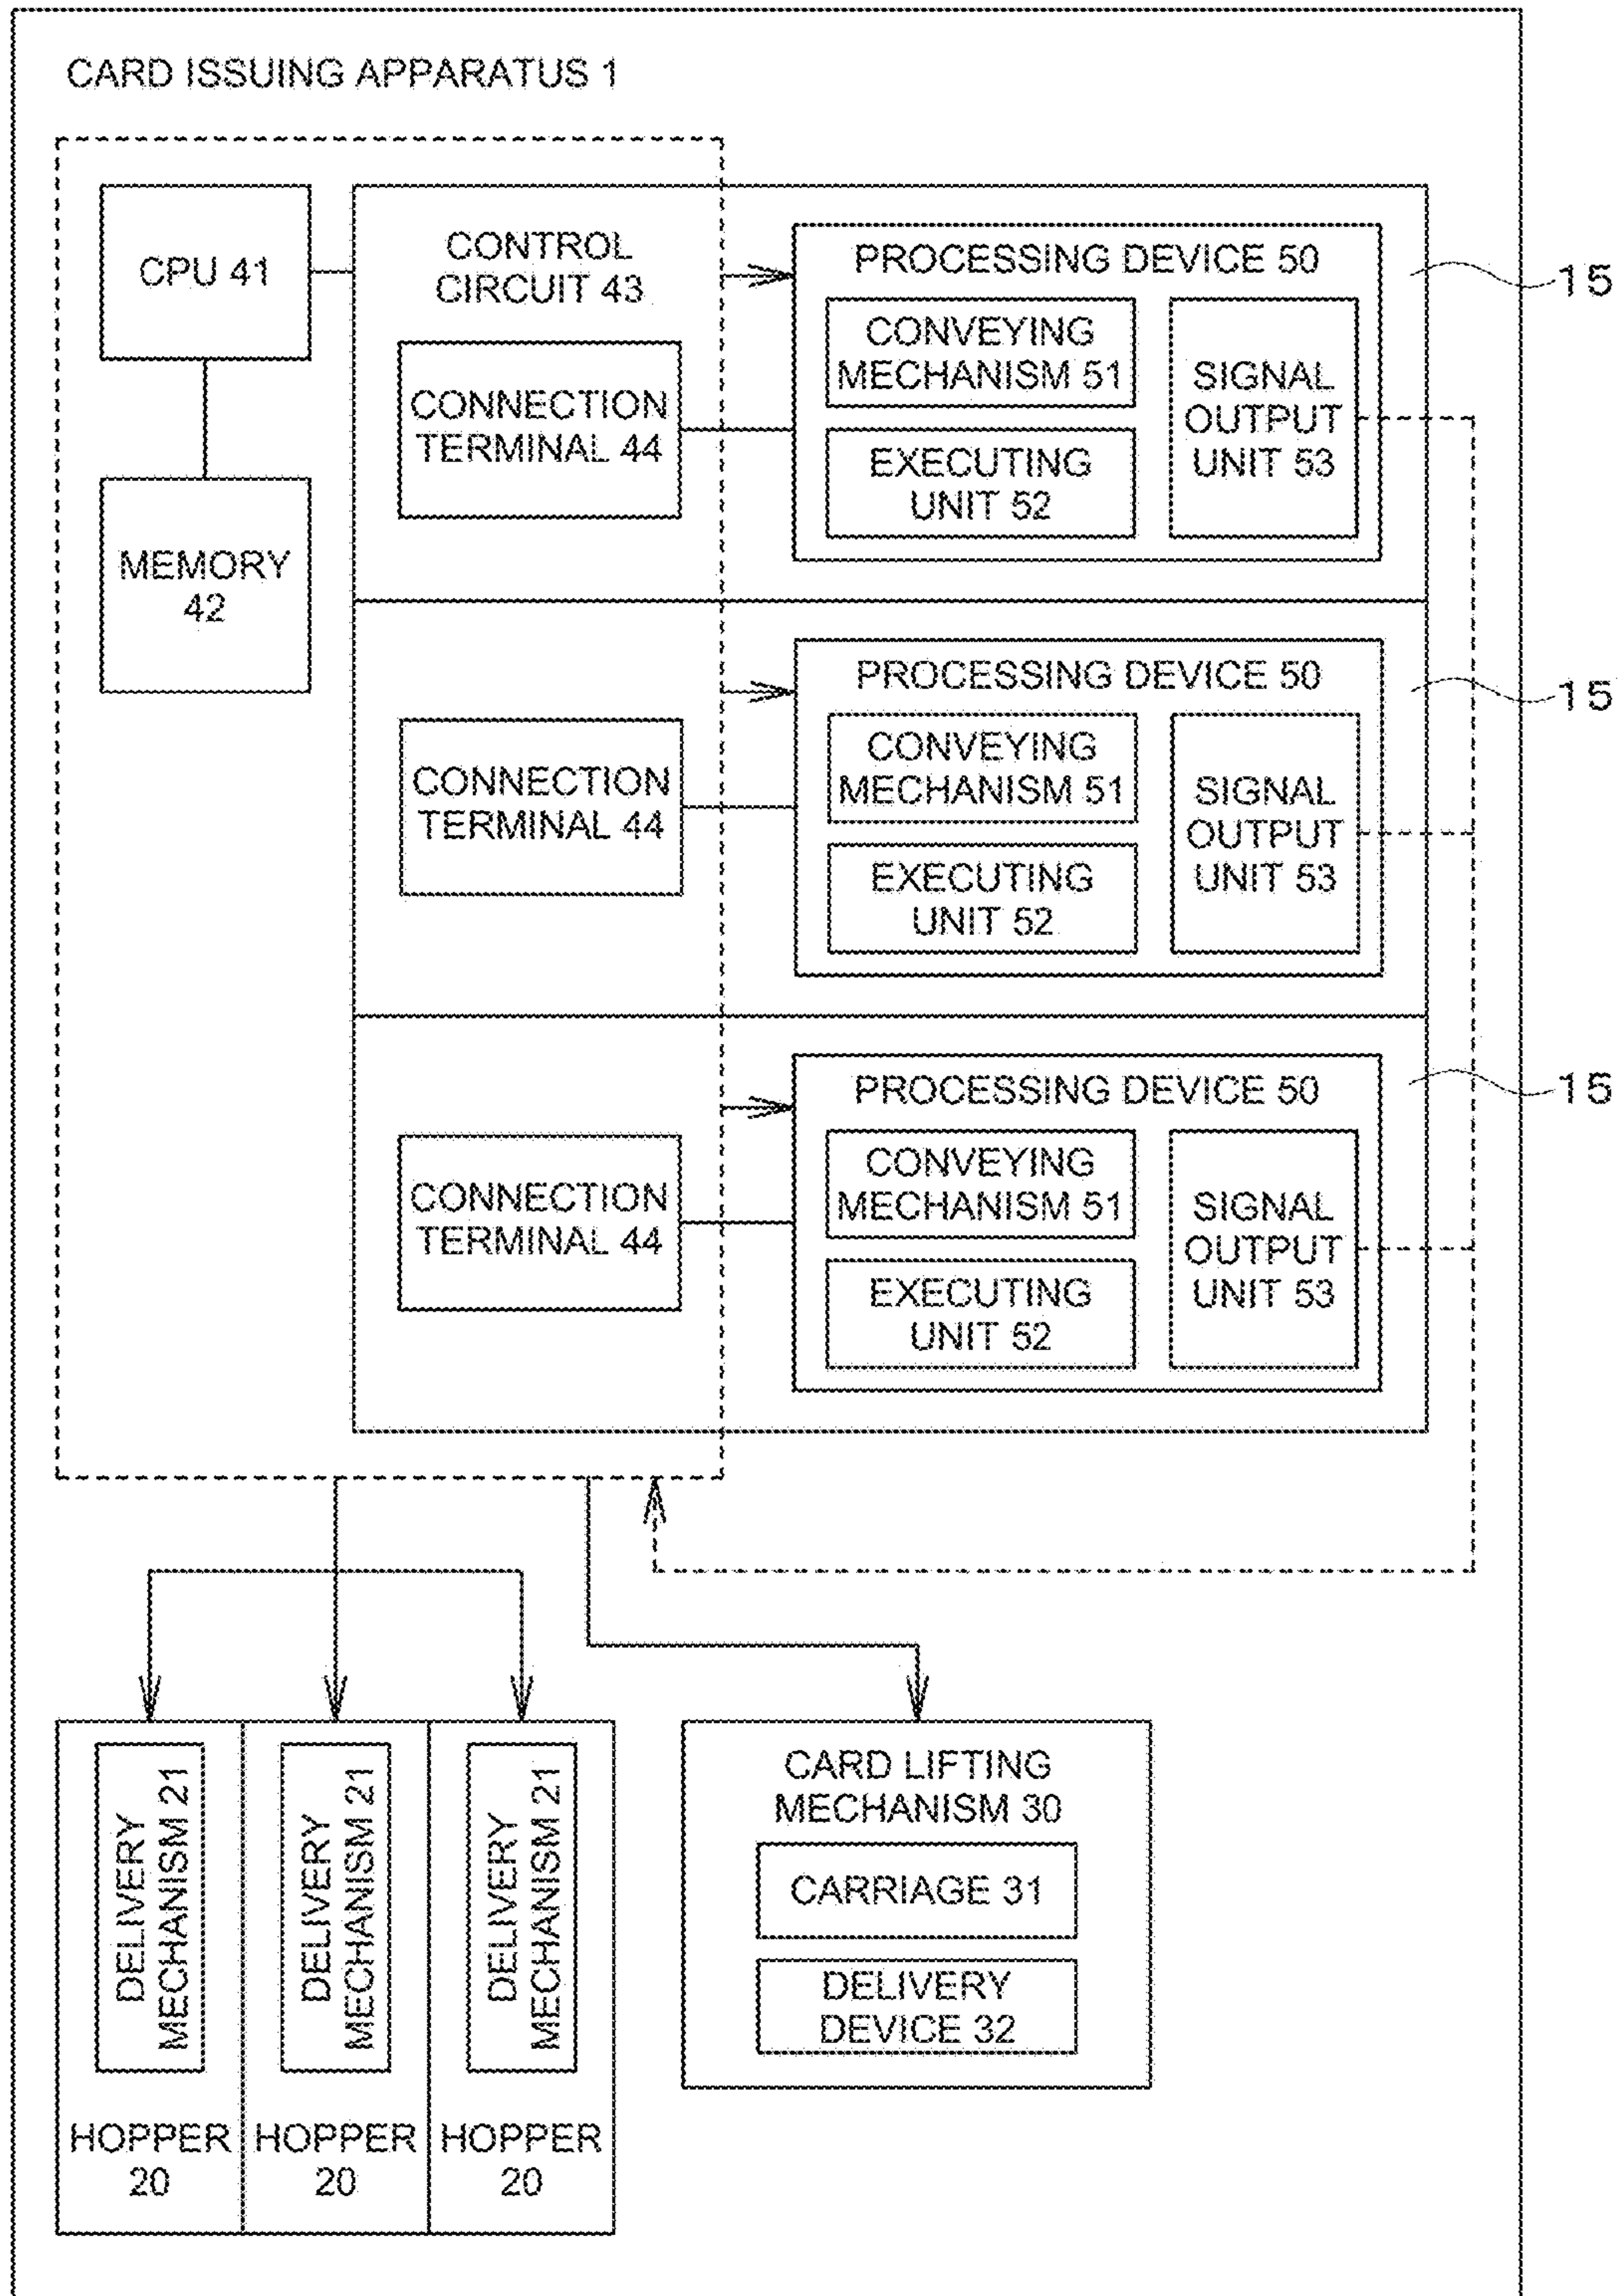 CARD ISSUING APPARATUS 1
CPU 41
MEMORY
42
CONTROL
CIRCUIT 43
CONNECTION
TERMINAL 44
PROCESSING DEVICE 50
CONVEYING
MECHANISM 51
EXECUTING
UNIT 52
SIGNAL
OUTPUT
UNIT 53
15
CONNECTION
TERMINAL 44
PROCESSING DEVICE 50
CONVEYING
MECHANISM 51
EXECUTING
UNIT 52
SIGNAL
OUTPUT
UNIT 53
15
CONNECTION
TERMINAL 44
PROCESSING DEVICE 50
CONVEYING
MECHANISM 51
EXECUTING
UNIT 52
SIGNAL
OUTPUT
UNIT 53
15
DELIVERY
MECHANISM 21
HOPPER
20
DELIVERY
MECHANISM 21
HOPPER
20
DELIVERY
MECHANISM 21
HOPPER
20
CARD LIFTING
MECHANISM 30
CARRIAGE 31
DELIVERY
DEVICE 32